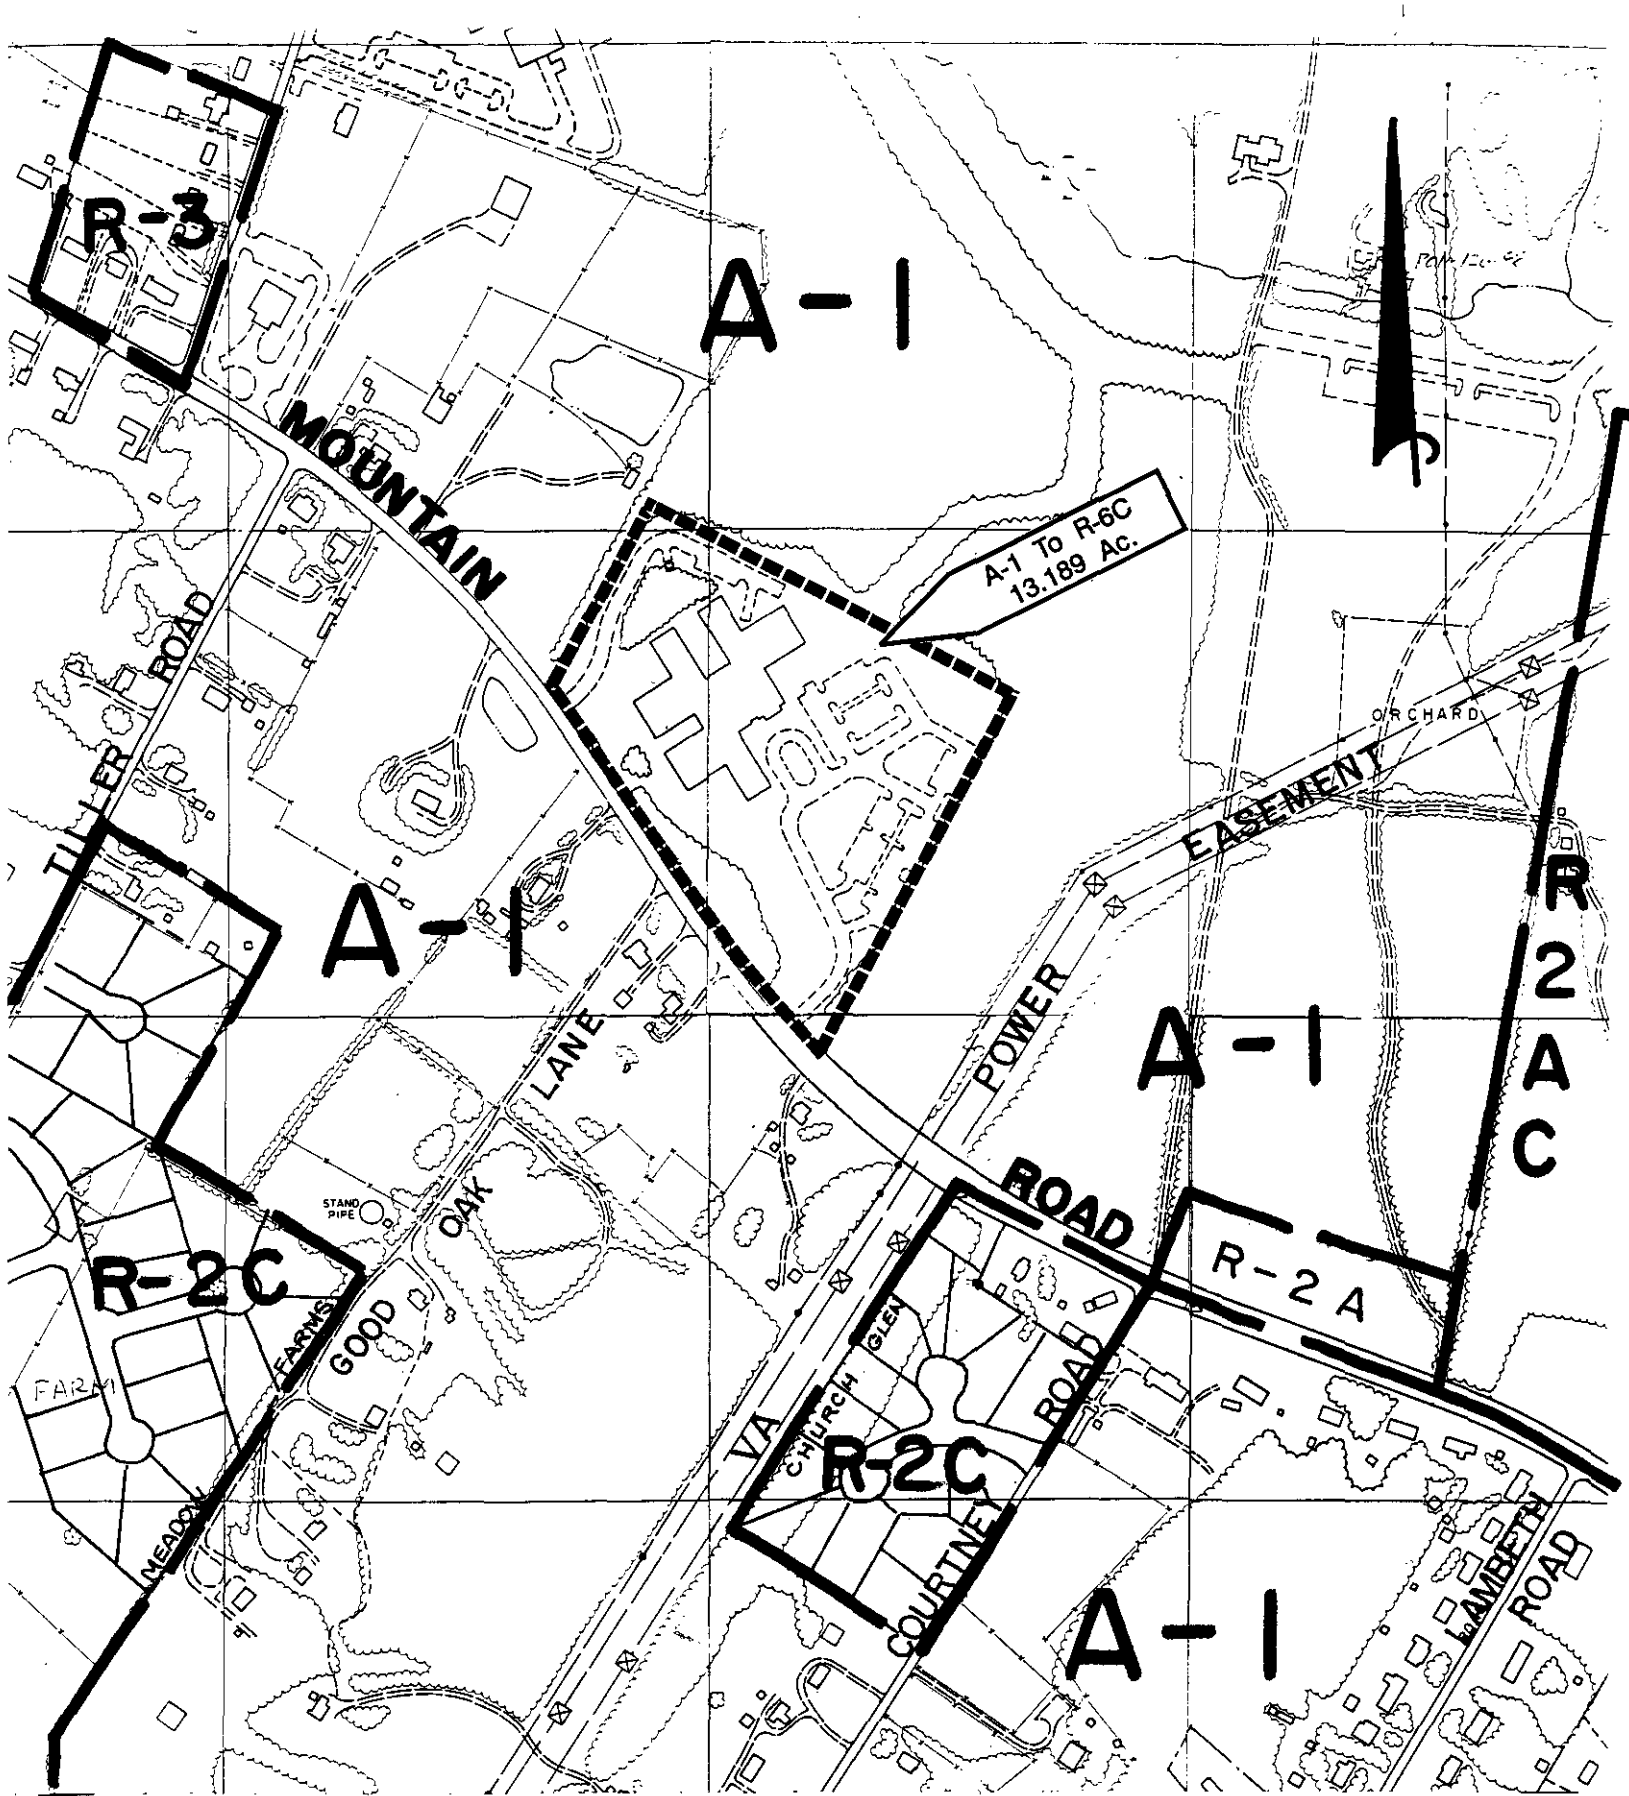 R-3
A-1
MOUNTAIN
A-1 To R-6C
13.189 Ac.
ROAD
ORCHARD
TILLER
EASEMENT
R
2
A
C
A-1
LANE
POWER
A-1
STAND
PIPE
OAK
ROAD
R-2A
R-2C
FARMS
GOOD
GLEN
FARM
ROAD
VA
CHURCH
R-2C
MEADOW
COURTNEY
LAMBETH
ROAD
A-1